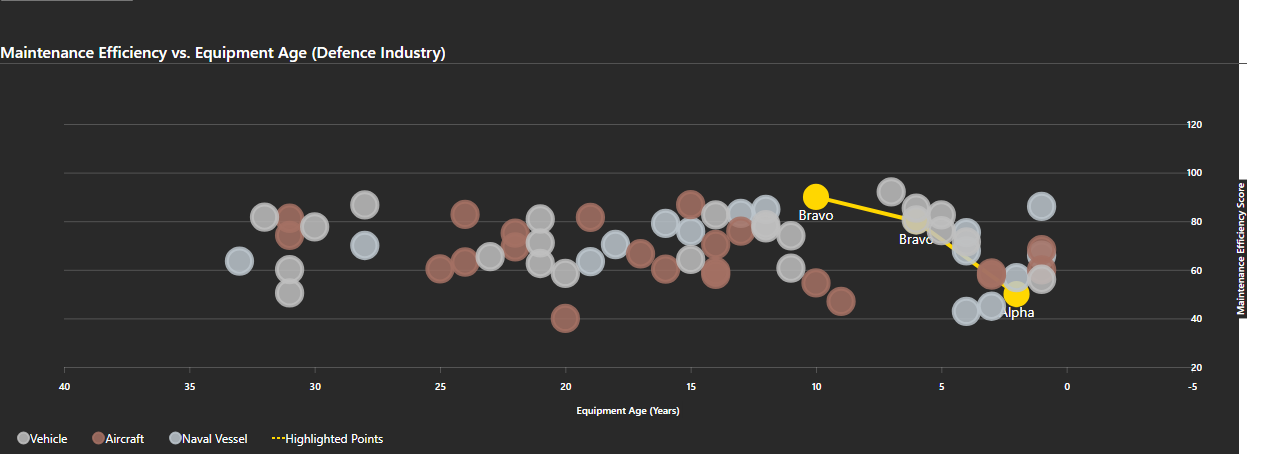 Maintenance Efficiency vs. Equipment Age (Defence Industry)
120
100
80
60
40
20
Maintenance Efficiency Score
Bravo
Bravo
Alpha
40 35 30 25 20 15 10 5 0 -5
Equipment Age (Years)
Vehicle Aircraft Naval Vessel Highlighted Points